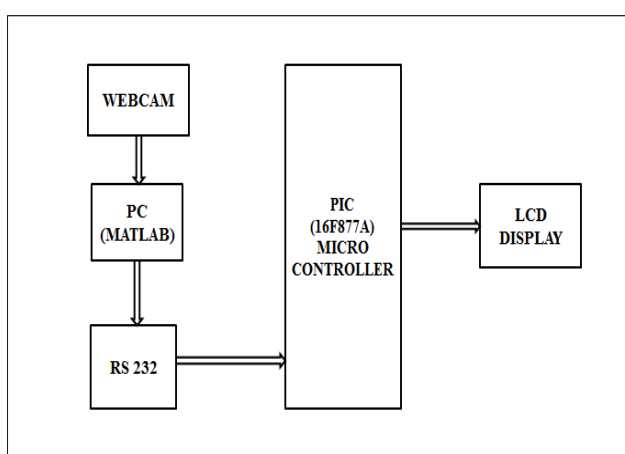 WEBCAM
PC
(MATLAB)
RS 232
PIC
(16F877A)
MICRO
CONTROLLER
LCD
DISPLAY